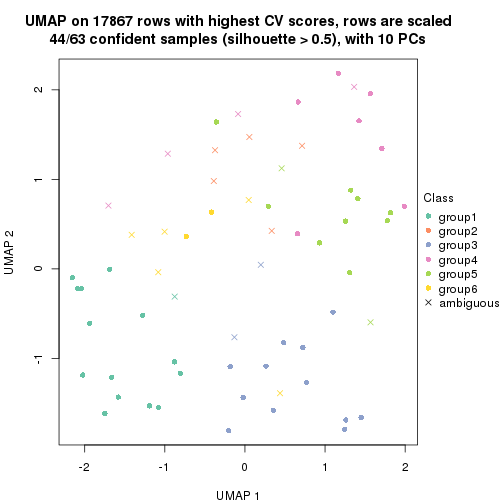 UMAP on 17867 rows with highest CV scores, rows are scaled
44/63 confident samples (silhouette > 0.5), with 10 PCs
UMAP 2
2
1
0
-1
-2
-1
0
1
2
UMAP 1
Class
group1
group2
group3
group4
group5
group6
ambiguous